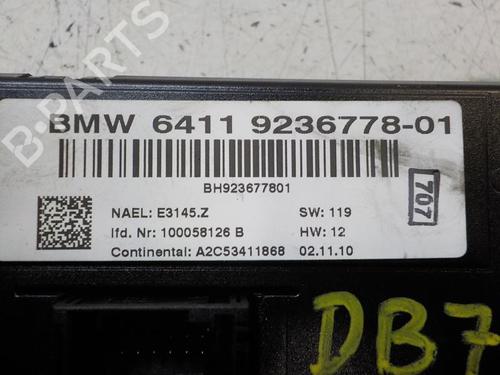 BMW 6411 9236778-01
BH923677801
707
NAEL: E3145.Z SW: 119
lfd. Nr: 100058126 B HW: 12
Continental: A2C53411868 02.11.10
DB7
B-PARTS